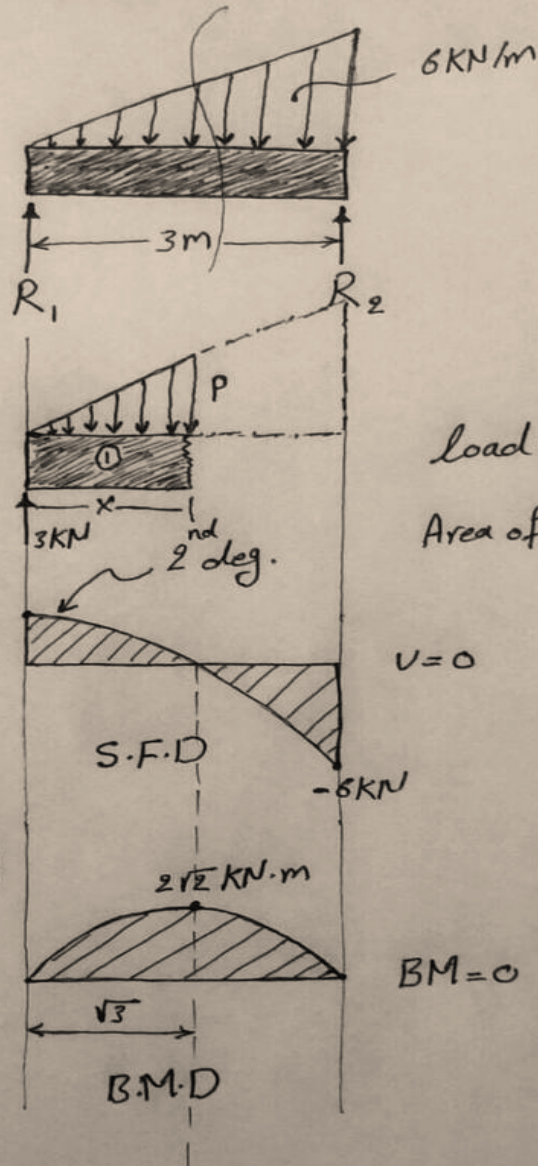 6KN/m
3m
R1 R2
P
①
x
3KN
2nd deg.
load
Area of
V=0
S.F.D
-6KN
2√2 KN·m
BM=0
√3
B.M.D